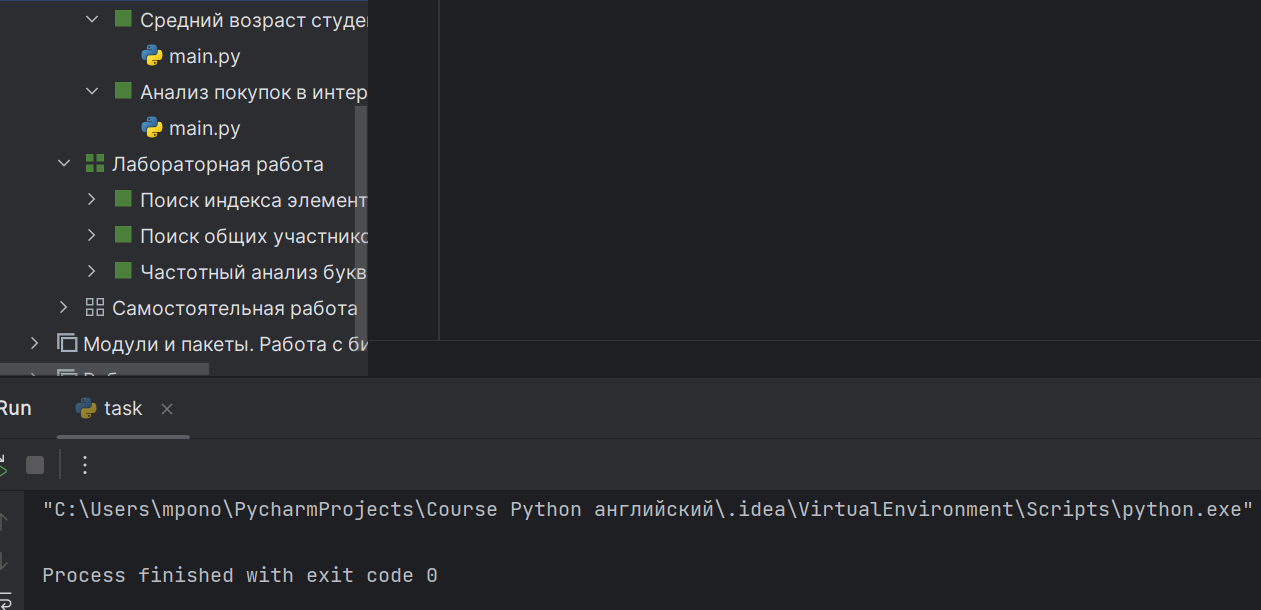 Средний возраст студе
main.py
Анализ покупок в интер
main.py
Лабораторная работа
Поиск индекса элемент
Поиск общих участнико
Частотный анализ букв
Самостоятельная работа
Модули и пакеты. Работа с би
Run
task
"C:\Users\mpono\PycharmProjects\Course Python английский\.idea\VirtualEnvironment\Scripts\python.exe"
Process finished with exit code 0